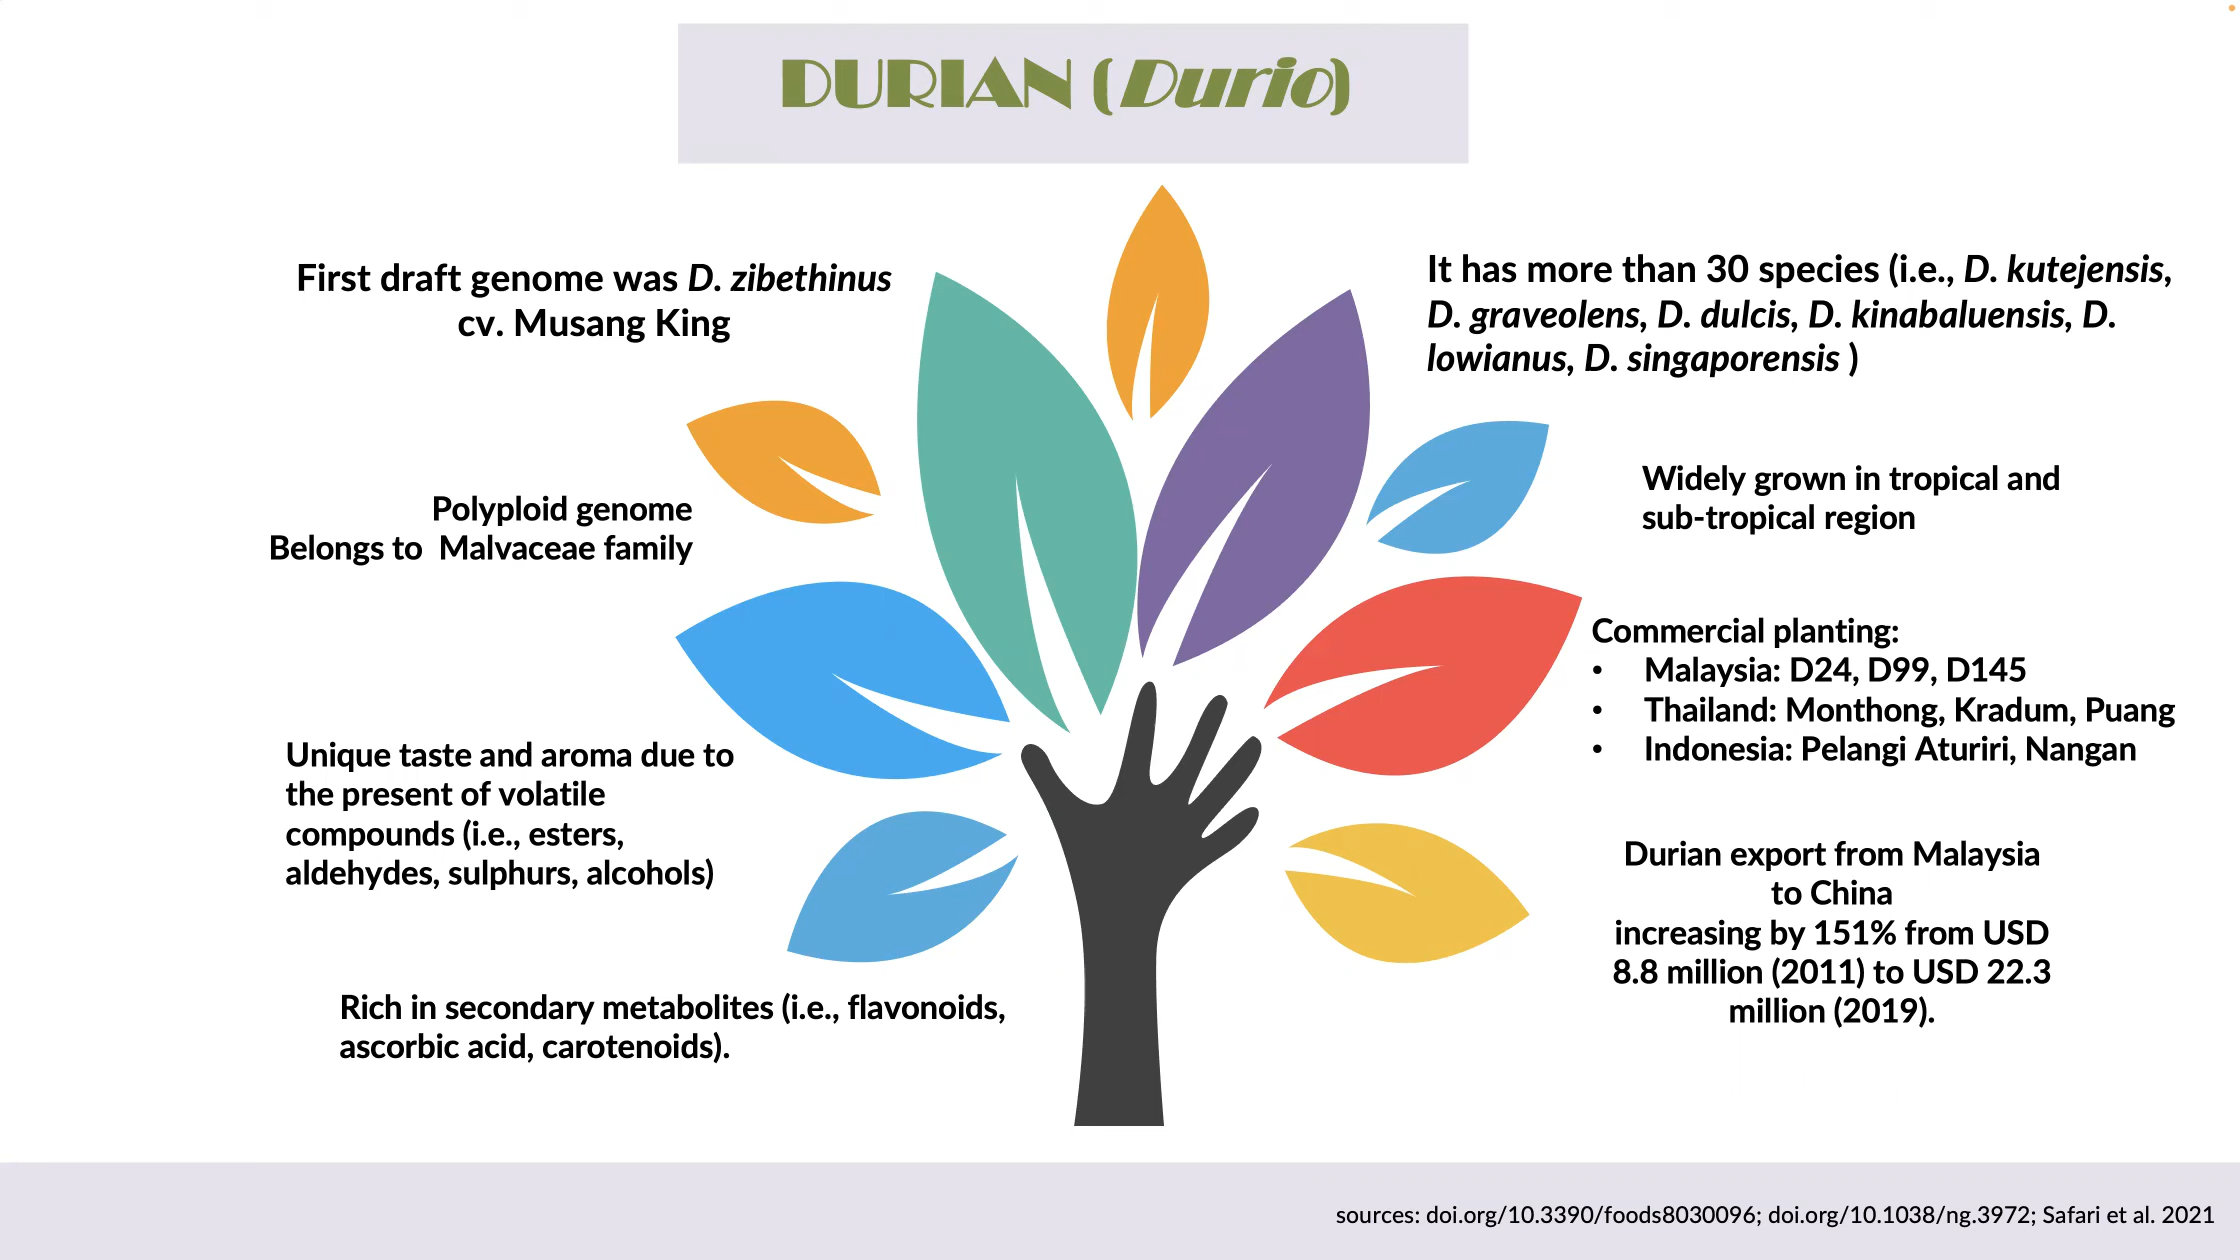 DURIAN (Durio)
First draft genome was D. zibethinus
cv. Musang King
Polyploid genome
Belongs to  Malvaceae family
Unique taste and aroma due to
the present of volatile
compounds (i.e., esters,
aldehydes, sulphurs, alcohols)
Rich in secondary metabolites (i.e., flavonoids,
ascorbic acid, carotenoids).
It has more than 30 species (i.e., D. kutejensis,
D. graveolens, D. dulcis, D. kinabaluensis, D.
lowianus, D. singaporensis )
Widely grown in tropical and
sub-tropical region
Commercial planting:
• Malaysia: D24, D99, D145
• Thailand: Monthong, Kradum, Puang
• Indonesia: Pelangi Aturiri, Nangan
Durian export from Malaysia
to China
increasing by 151% from USD
8.8 million (2011) to USD 22.3
million (2019).
sources: doi.org/10.3390/foods8030096; doi.org/10.1038/ng.3972; Safari et al. 2021